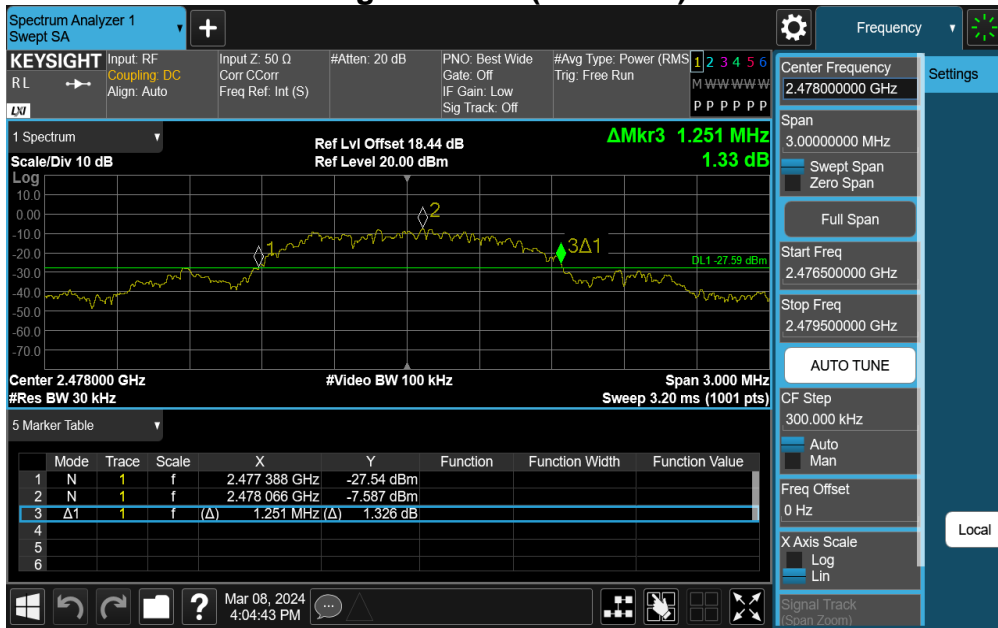 Spectrum Analyzer 1
Swept SA
Frequency
KEYSIGHT
RL
LXI
Input: RF
Coupling: DC
Align: Auto
Input Z: 50 Ω
Corr CCorr
Freq Ref: Int (S)
#Atten: 20 dB
PNO: Best Wide
Gate: Off
IF Gain: Low
Sig Track: Off
#Avg Type: Power (RMS
Trig: Free Run
1 2 3 4 5 6
M W W W W W
P P P P P P
1 Spectrum
Scale/Div 10 dB
Ref Lvl Offset 18.44 dB
Ref Level 20.00 dBm
ΔMkr3 1.251 MHz
1.33 dB
Log
10.0
0.00
-10.0
-20.0
-30.0
-40.0
-50.0
-60.0
-70.0
1
2
3Δ1
DL1 -27.59 dBm
Center 2.478000 GHz
#Res BW 30 kHz
#Video BW 100 kHz
Span 3.000 MHz
Sweep 3.20 ms (1001 pts)
5 Marker Table
Mode Trace Scale X Y Function Function Width Function Value
1 N 1 f 2.477 388 GHz -27.54 dBm
2 N 1 f 2.478 066 GHz -7.587 dBm
3 Δ1 1 f (Δ) 1.251 MHz (Δ) 1.326 dB
4
5
6
Mar 08, 2024
4:04:43 PM
Center Frequency
2.478000000 GHz
Span
3.00000000 MHz
Swept Span
Zero Span
Full Span
Start Freq
2.476500000 GHz
Stop Freq
2.479500000 GHz
AUTO TUNE
CF Step
300.000 kHz
Auto
Man
Freq Offset
0 Hz
X Axis Scale
Log
Lin
Signal Track
(Span Zoom)
Settings
Local